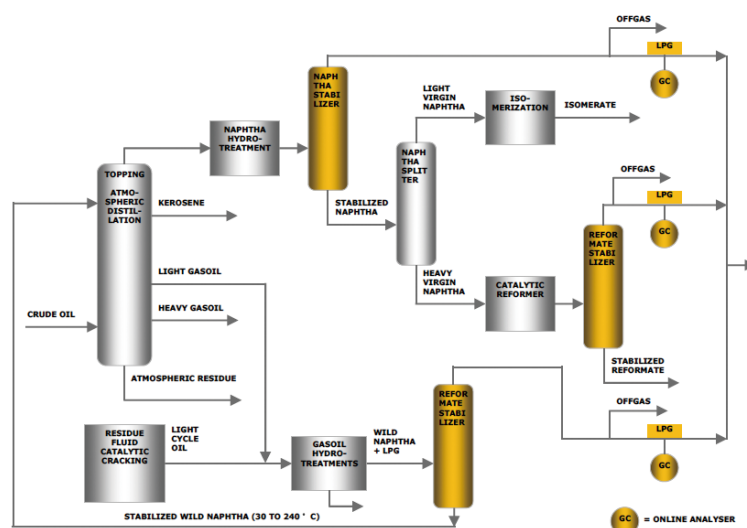 OFFGAS
LPG
GC
NAPH
THA
STABI
LIZER
LIGHT
VIRGIN
NAPHTHA
ISO-
MERIZATION
ISOMERATE
NAPHTHA
HYDRO-
TREATMENT
NAPH
THA
SPLIT
TER
TOPPING
ATMO-
SPHERIC
DISTIL-
LATION
KEROSENE
STABILIZED
NAPHTHA
OFFGAS
LPG
GC
REFOR
MATE
STABI
LIZER
LIGHT GASOIL
HEAVY
VIRGIN
NAPHTHA
CATALYTIC
REFORMER
CRUDE OIL
HEAVY GASOIL
STABILIZED
REFORMATE
ATMOSPHERIC RESIDUE
REFOR
MATE
STABI
LIZER
OFFGAS
LPG
GC
RESIDUE
FLUID
CATALYTIC
CRACKING
LIGHT
CYCLE
OIL
GASOIL
HYDRO-
TREATMENTS
WILD
NAPHTHA
+ LPG
STABILIZED WILD NAPHTHA (30 TO 240 ° C)
GC = ONLINE ANALYSER